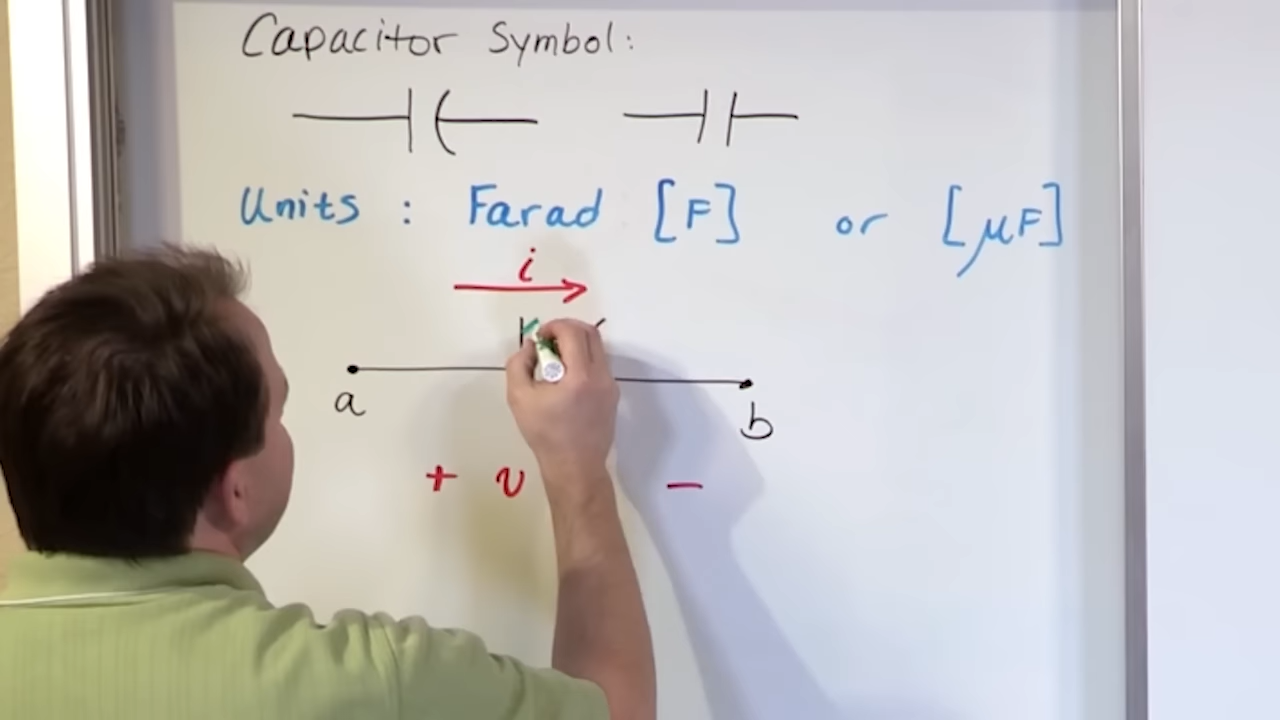 Capacitor Symbol:
Units : Farad [F] or [μF]
i
a
b
+ v -